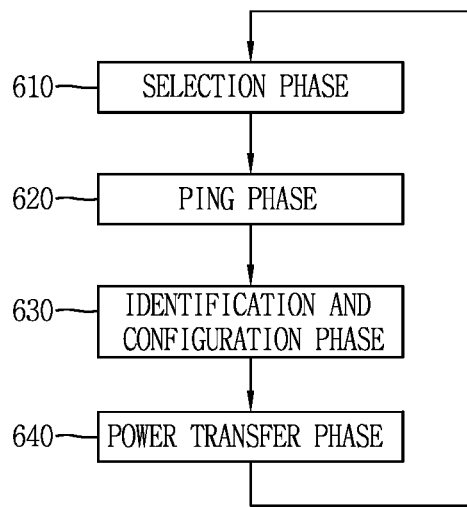 610
SELECTION PHASE
620
PING PHASE
630
IDENTIFICATION AND
CONFIGURATION PHASE
640
POWER TRANSFER PHASE